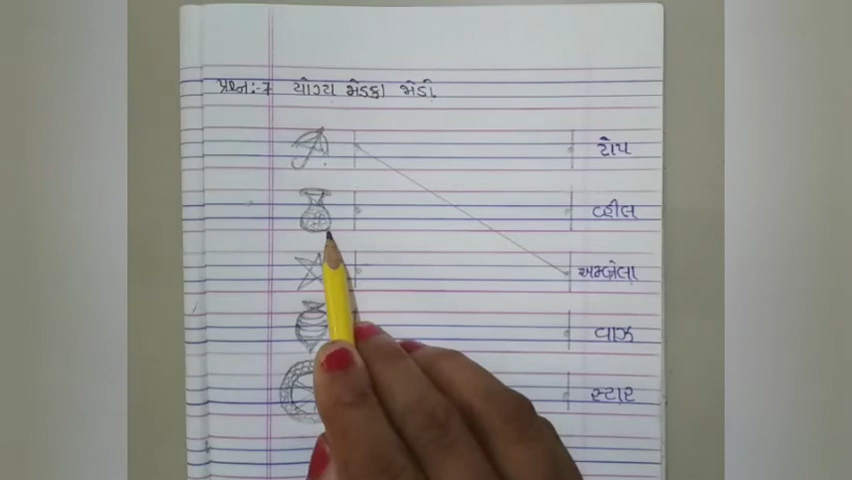 પ્રશ્ન:-7 યોગ્ય જોડકા જોડો.
ટોપ
વ્હીલ
અમ્બ્રેલા
વાઝ
સ્ટાર